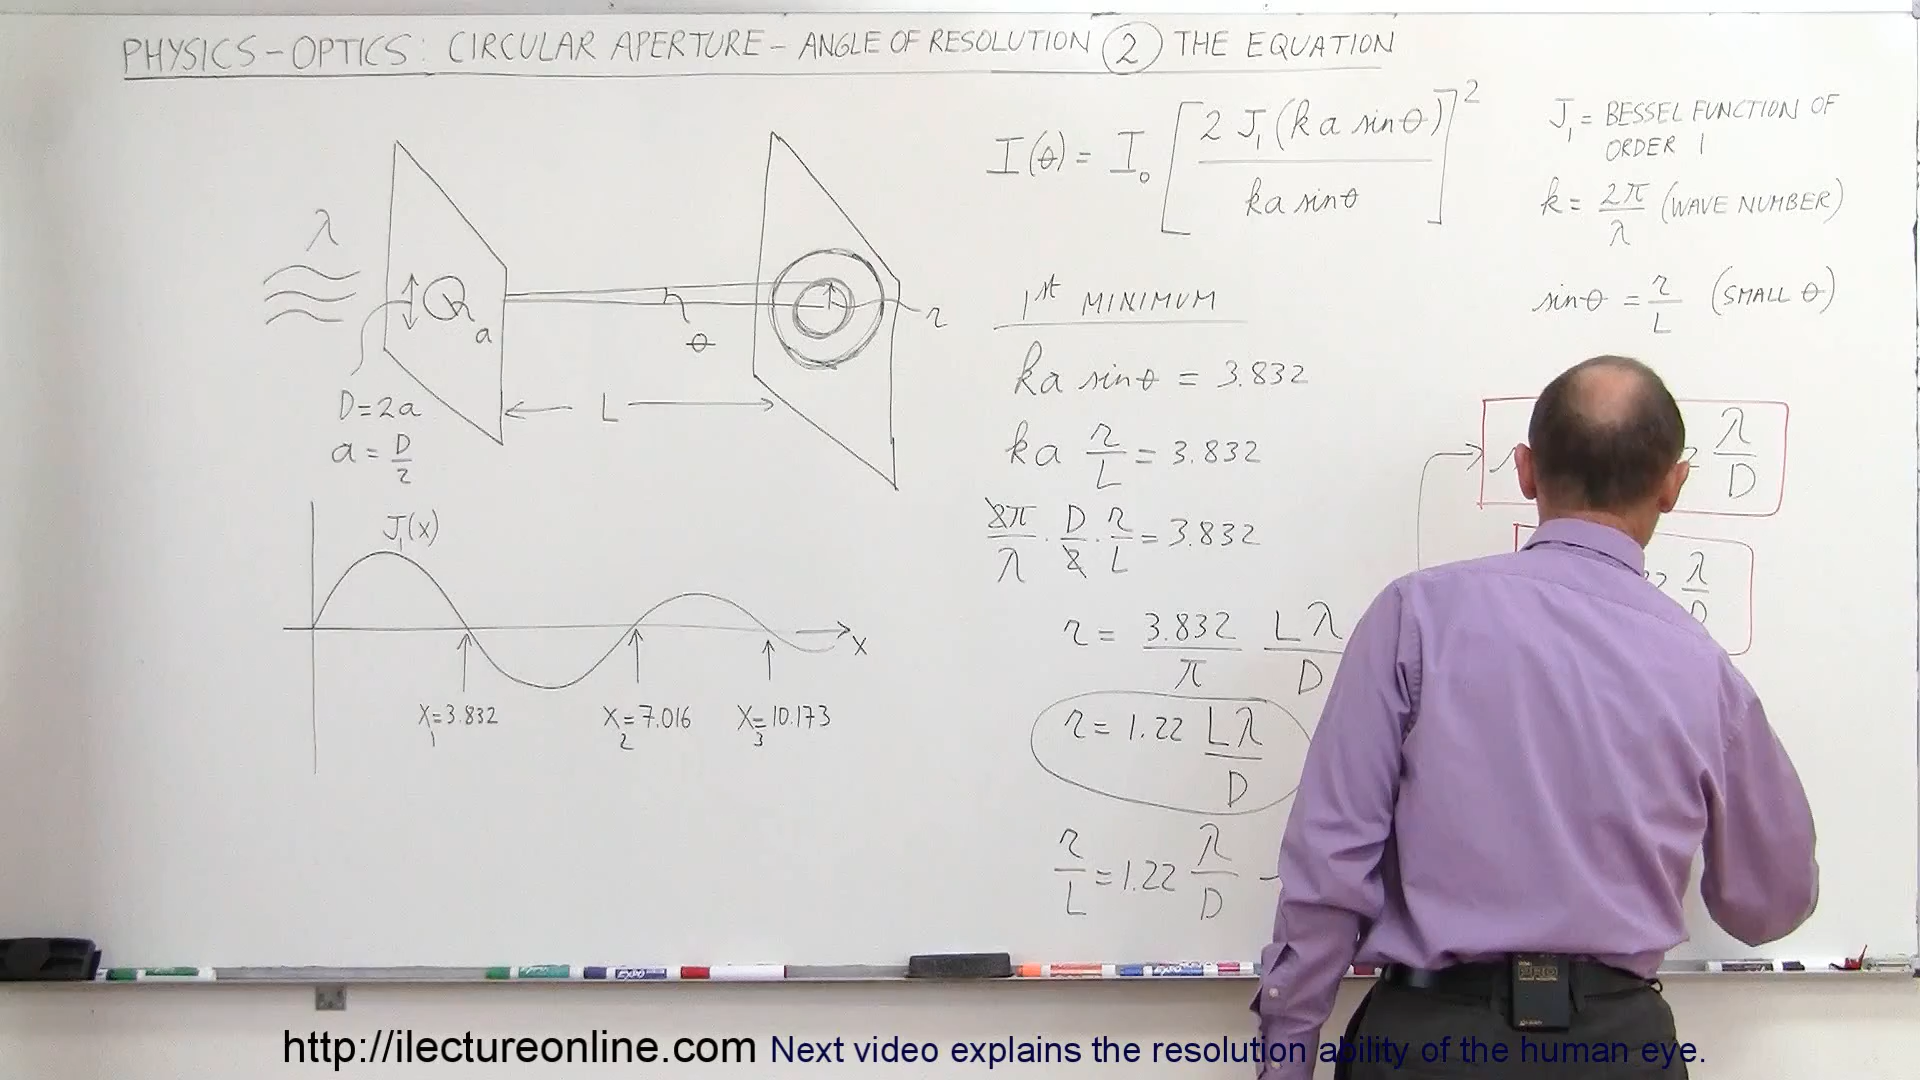 PHYSICS - OPTICS: CIRCULAR APERTURE - ANGLE OF RESOLUTION ② THE EQUATION
λ
a
θ
r
D=2a
a = D/2
L
J₁(x)
x
X₁=3.832
X₂=7.016
X₃=10.173
I(θ) = I₀ [2 J₁(ka sinθ) / ka sinθ]²
1st MINIMUM
ka sinθ = 3.832
ka r/L = 3.832
2π/λ · D/2 · r/L = 3.832
r = 3.832/π Lλ/D
r = 1.22 Lλ/D
r/L = 1.22 λ/D
J₁ = BESSEL FUNCTION OF
ORDER 1
k = 2π/λ (WAVE NUMBER)
sinθ = r/L (SMALL θ)
λ/D
λ/D
http://ilectureonline.com Next video explains the resolution ability of the human eye.